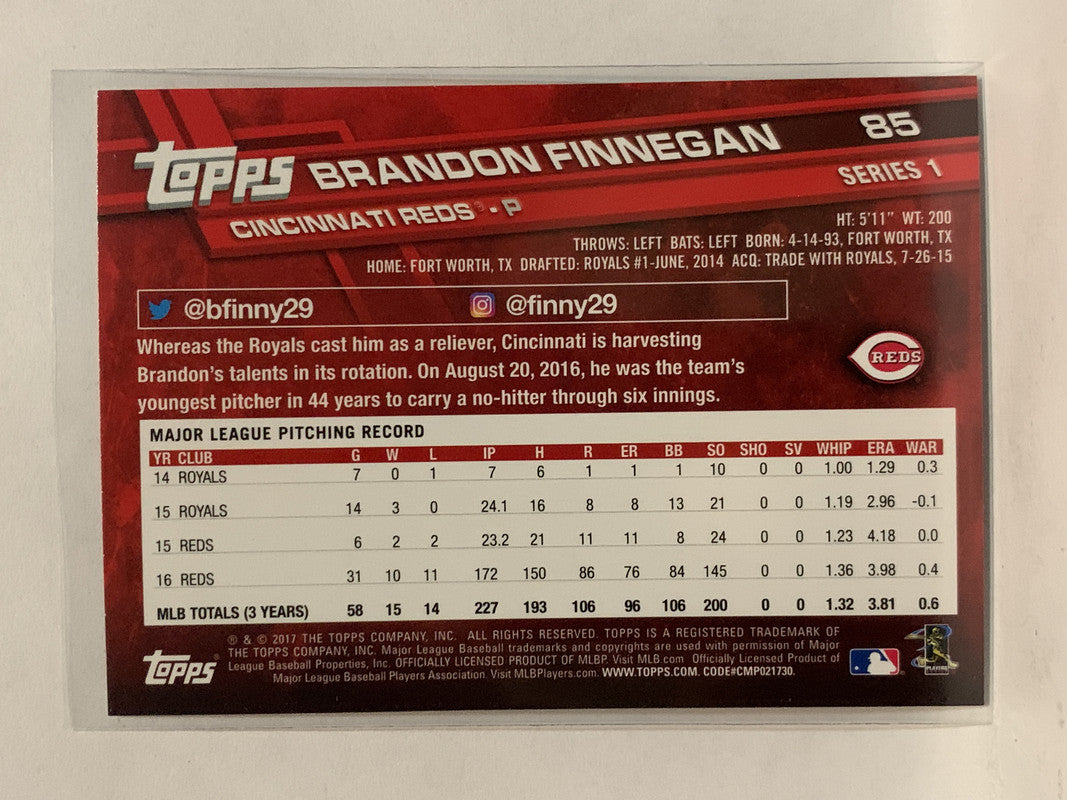 TOPPS BRANDON FINNEGAN 85
CINCINNATI REDS® • P SERIES 1
HT: 5'11" WT: 200
THROWS: LEFT BATS: LEFT BORN: 4-14-93, FORT WORTH, TX
HOME: FORT WORTH, TX DRAFTED: ROYALS #1-JUNE, 2014 ACQ: TRADE WITH ROYALS, 7-26-15
@bfinny29 @finny29
Whereas the Royals cast him as a reliever, Cincinnati is harvesting
Brandon's talents in its rotation. On August 20, 2016, he was the team's
youngest pitcher in 44 years to carry a no-hitter through six innings.
REDS
MAJOR LEAGUE PITCHING RECORD
YR CLUB G W L IP H R ER BB SO SHO SV WHIP ERA WAR
14 ROYALS 7 0 1 7 6 1 1 1 10 0 0 1.00 1.29 0.3
15 ROYALS 14 3 0 24.1 16 8 8 13 21 0 0 1.19 2.96 -0.1
15 REDS 6 2 2 23.2 21 11 11 8 24 0 0 1.23 4.18 0.0
16 REDS 31 10 11 172 150 86 76 84 145 0 0 1.36 3.98 0.4
MLB TOTALS (3 YEARS) 58 15 14 227 193 106 96 106 200 0 0 1.32 3.81 0.6
® & © 2017 THE TOPPS COMPANY, INC. ALL RIGHTS RESERVED. TOPPS IS A REGISTERED TRADEMARK OF
THE TOPPS COMPANY, INC. Major League Baseball trademarks and copyrights are used with permission of Major
League Baseball Properties, Inc. OFFICIALLY LICENSED PRODUCT OF MLBP. Visit MLB.com Officially Licensed Product of
Major League Baseball Players Association. Visit MLBPlayers.com. WWW.TOPPS.COM. CODE#CMP021730.
TOPPS®
PLAYERS